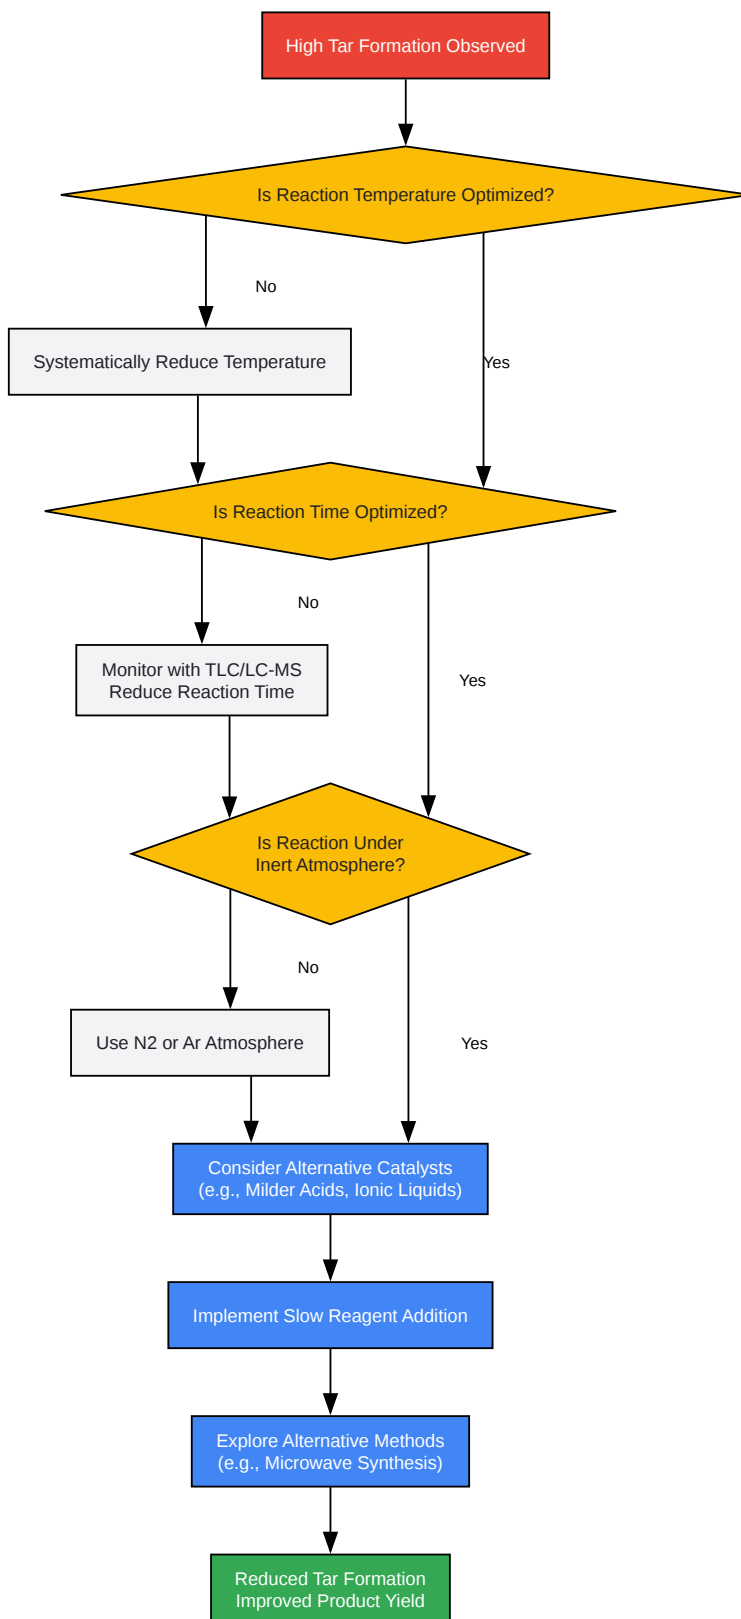 High Tar Formation Observed
Is Reaction Temperature Optimized?
No
Systematically Reduce Temperature
Yes
Is Reaction Time Optimized?
No
Monitor with TLC/LC-MS
Reduce Reaction Time
Yes
Is Reaction Under
Inert Atmosphere?
No
Use N2 or Ar Atmosphere
Yes
Consider Alternative Catalysts
(e.g., Milder Acids, Ionic Liquids)
Implement Slow Reagent Addition
Explore Alternative Methods
(e.g., Microwave Synthesis)
Reduced Tar Formation
Improved Product Yield